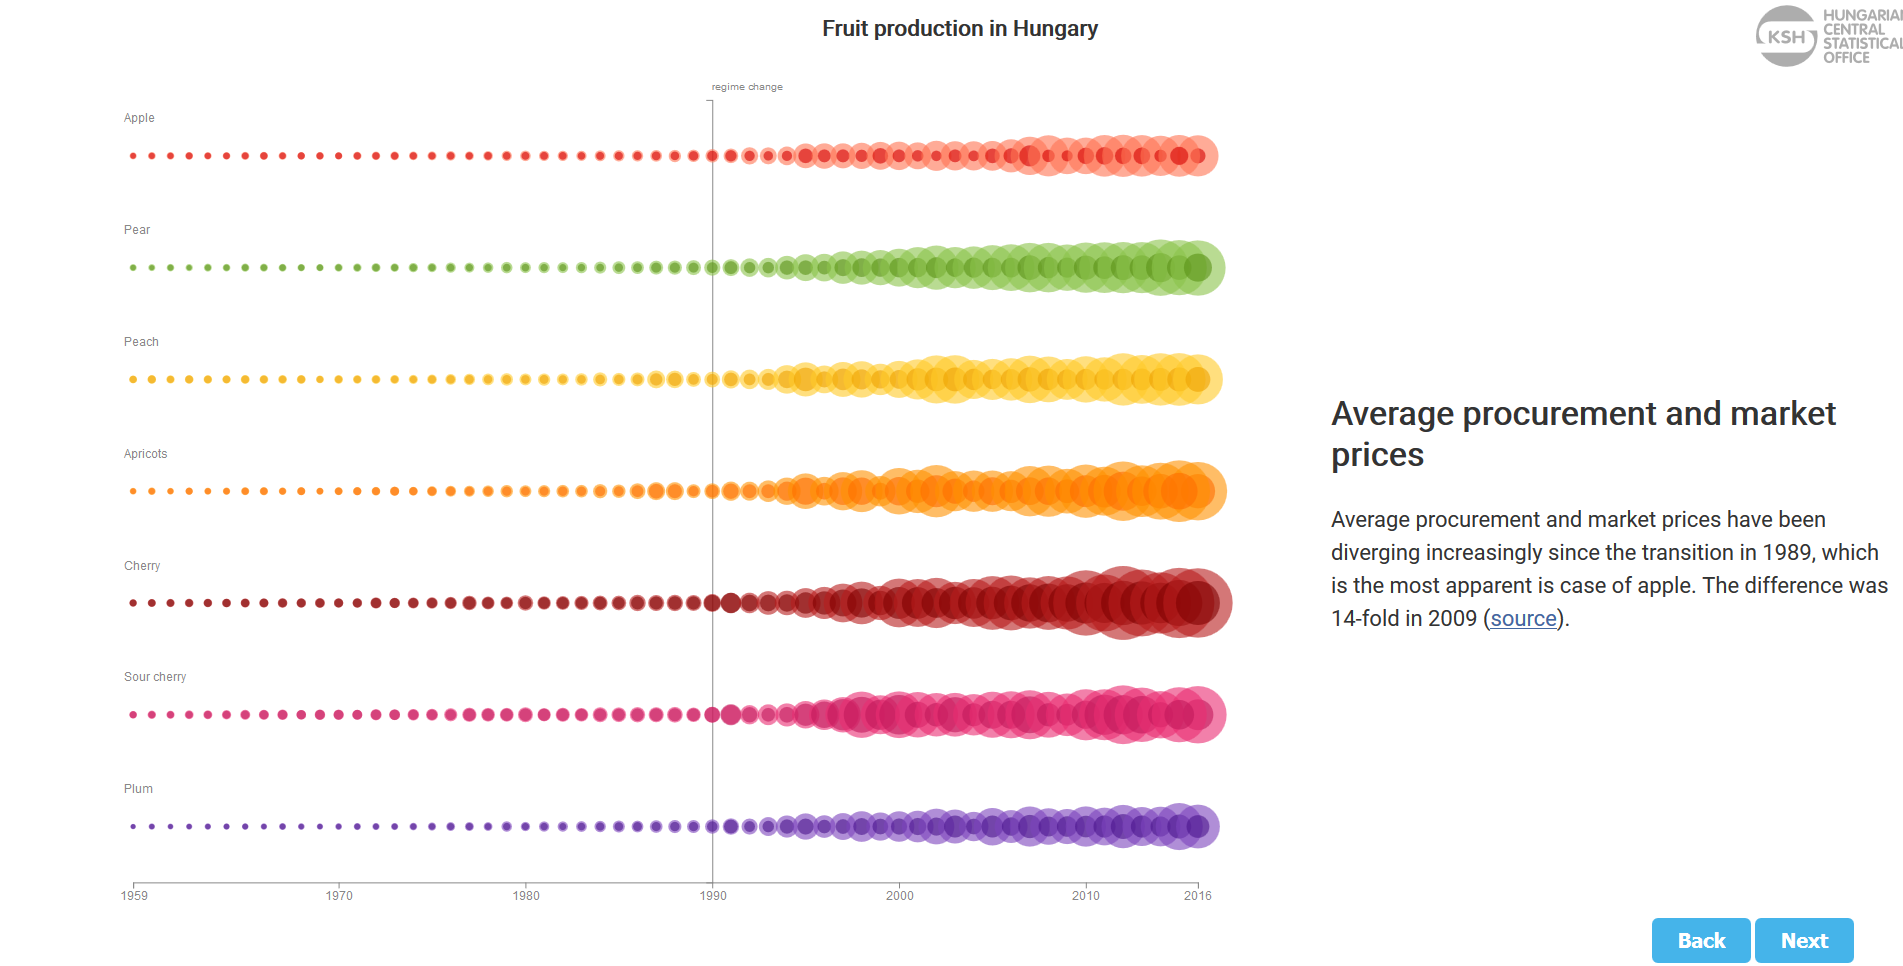 Fruit production in Hungary
KSH
HUNGARIAN
CENTRAL
STATISTICAL
OFFICE
regime change
Apple
Pear
Peach
Apricots
Cherry
Sour cherry
Plum
1959 1970 1980 1990 2000 2010 2016
Average procurement and market
prices
Average procurement and market prices have been
diverging increasingly since the transition in 1989, which
is the most apparent is case of apple. The difference was
14-fold in 2009 (source).
Back Next